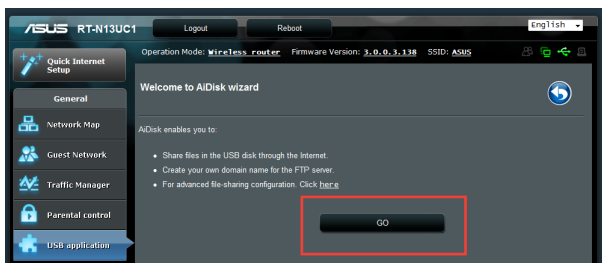 ASUS RT-N13UC1 Logout Reboot English
Operation Mode: Wireless router Firmware Version: 3.0.0.3.138 SSID: ASUS
Quick Internet
Setup
General
Network Map
Guest Network
Traffic Manager
Parental control
USB application
Welcome to AiDisk wizard
AiDisk enables you to:
• Share files in the USB disk through the Internet.
• Create your own domain name for the FTP server.
• For advanced file-sharing configuration. Click here
GO